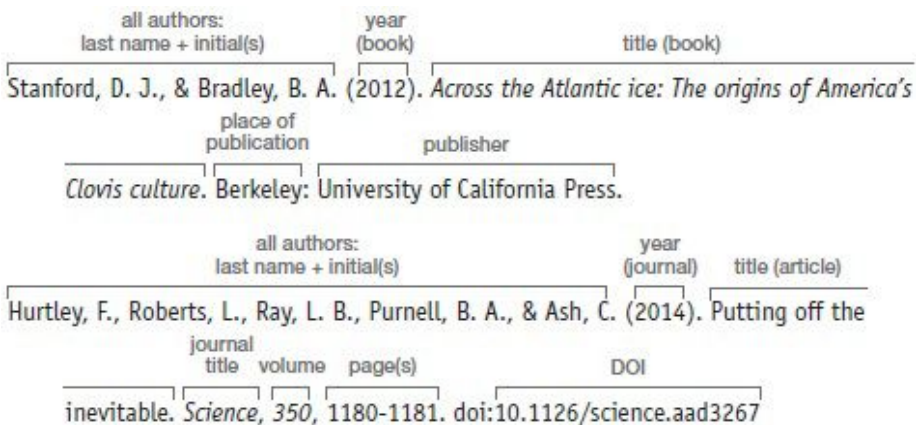 all authors: year
last name + initial(s) (book) title (book)
Stanford, D. J., & Bradley, B. A. (2012). Across the Atlantic ice: The origins of America's
place of
publication publisher
Clovis culture. Berkeley: University of California Press.
all authors: year
last name + initial(s) (journal) title (article)
Hurtley, F., Roberts, L., Ray, L. B., Purnell, B. A., & Ash, C. (2014). Putting off the
journal
title volume page(s) DOI
inevitable. Science, 350, 1180-1181. doi:10.1126/science.aad3267